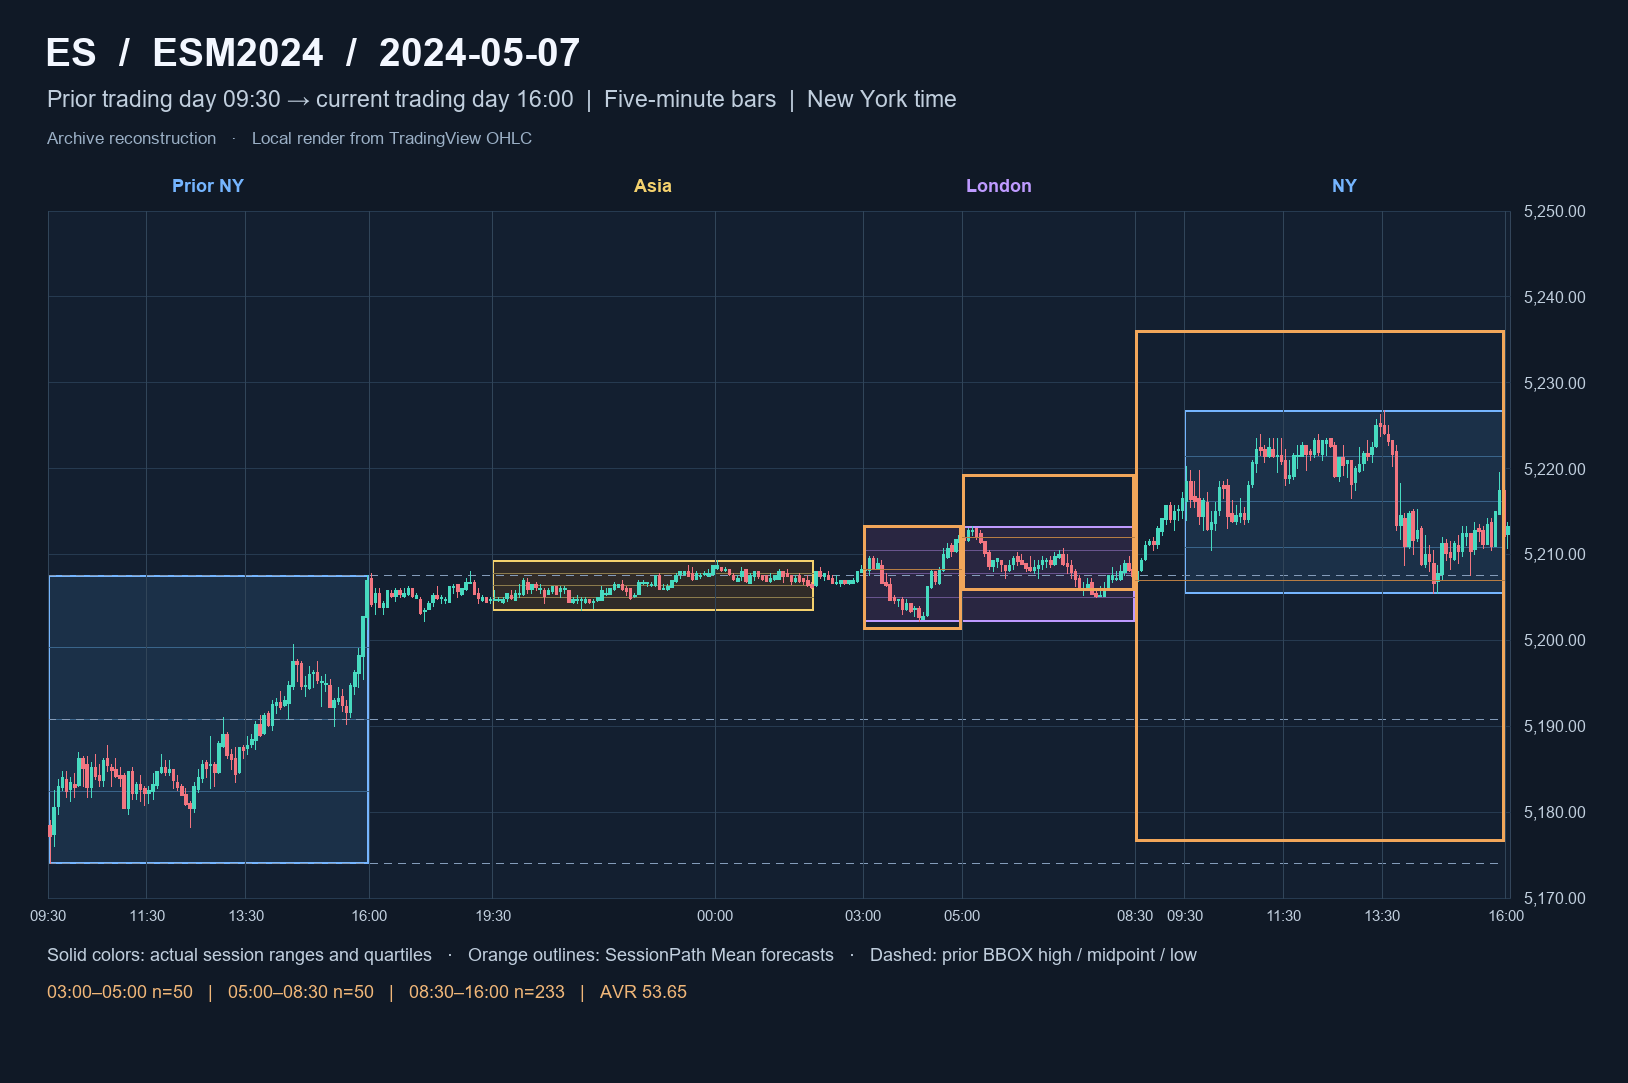 ES / ESM2024 / 2024-05-07
Prior trading day 09:30 → current trading day 16:00 | Five-minute bars | New York time
Archive reconstruction · Local render from TradingView OHLC
Prior NY Asia London NY
5,250.00
5,240.00
5,230.00
5,220.00
5,210.00
5,200.00
5,190.00
5,180.00
5,170.00
09:30 11:30 13:30 16:00 19:30 00:00 03:00 05:00 08:30 09:30 11:30 13:30 16:00
Solid colors: actual session ranges and quartiles · Orange outlines: SessionPath Mean forecasts · Dashed: prior BBOX high / midpoint / low
03:00–05:00 n=50 | 05:00–08:30 n=50 | 08:30–16:00 n=233 | AVR 53.65